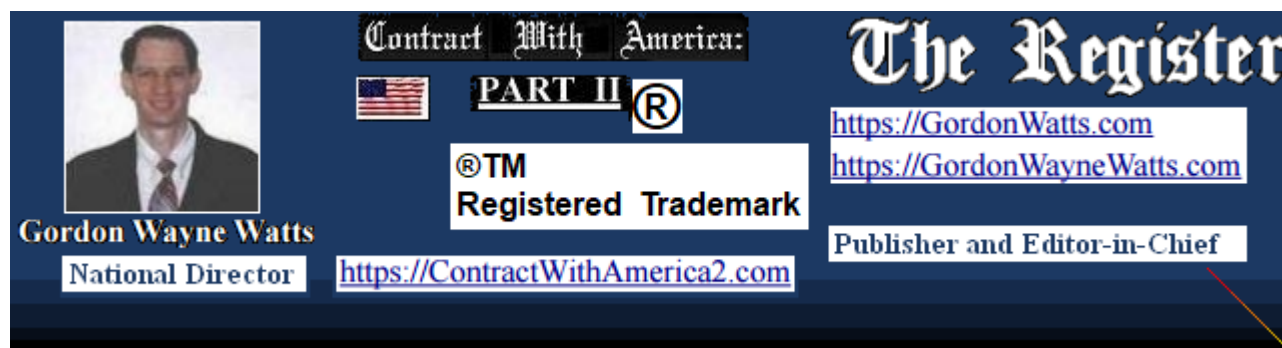 Contract With America:
PART II ®
®TM
Registered Trademark
https://ContractWithAmerica2.com
Gordon Wayne Watts
National Director
The Register
https://GordonWatts.com
https://GordonWayneWatts.com
Publisher and Editor-in-Chief